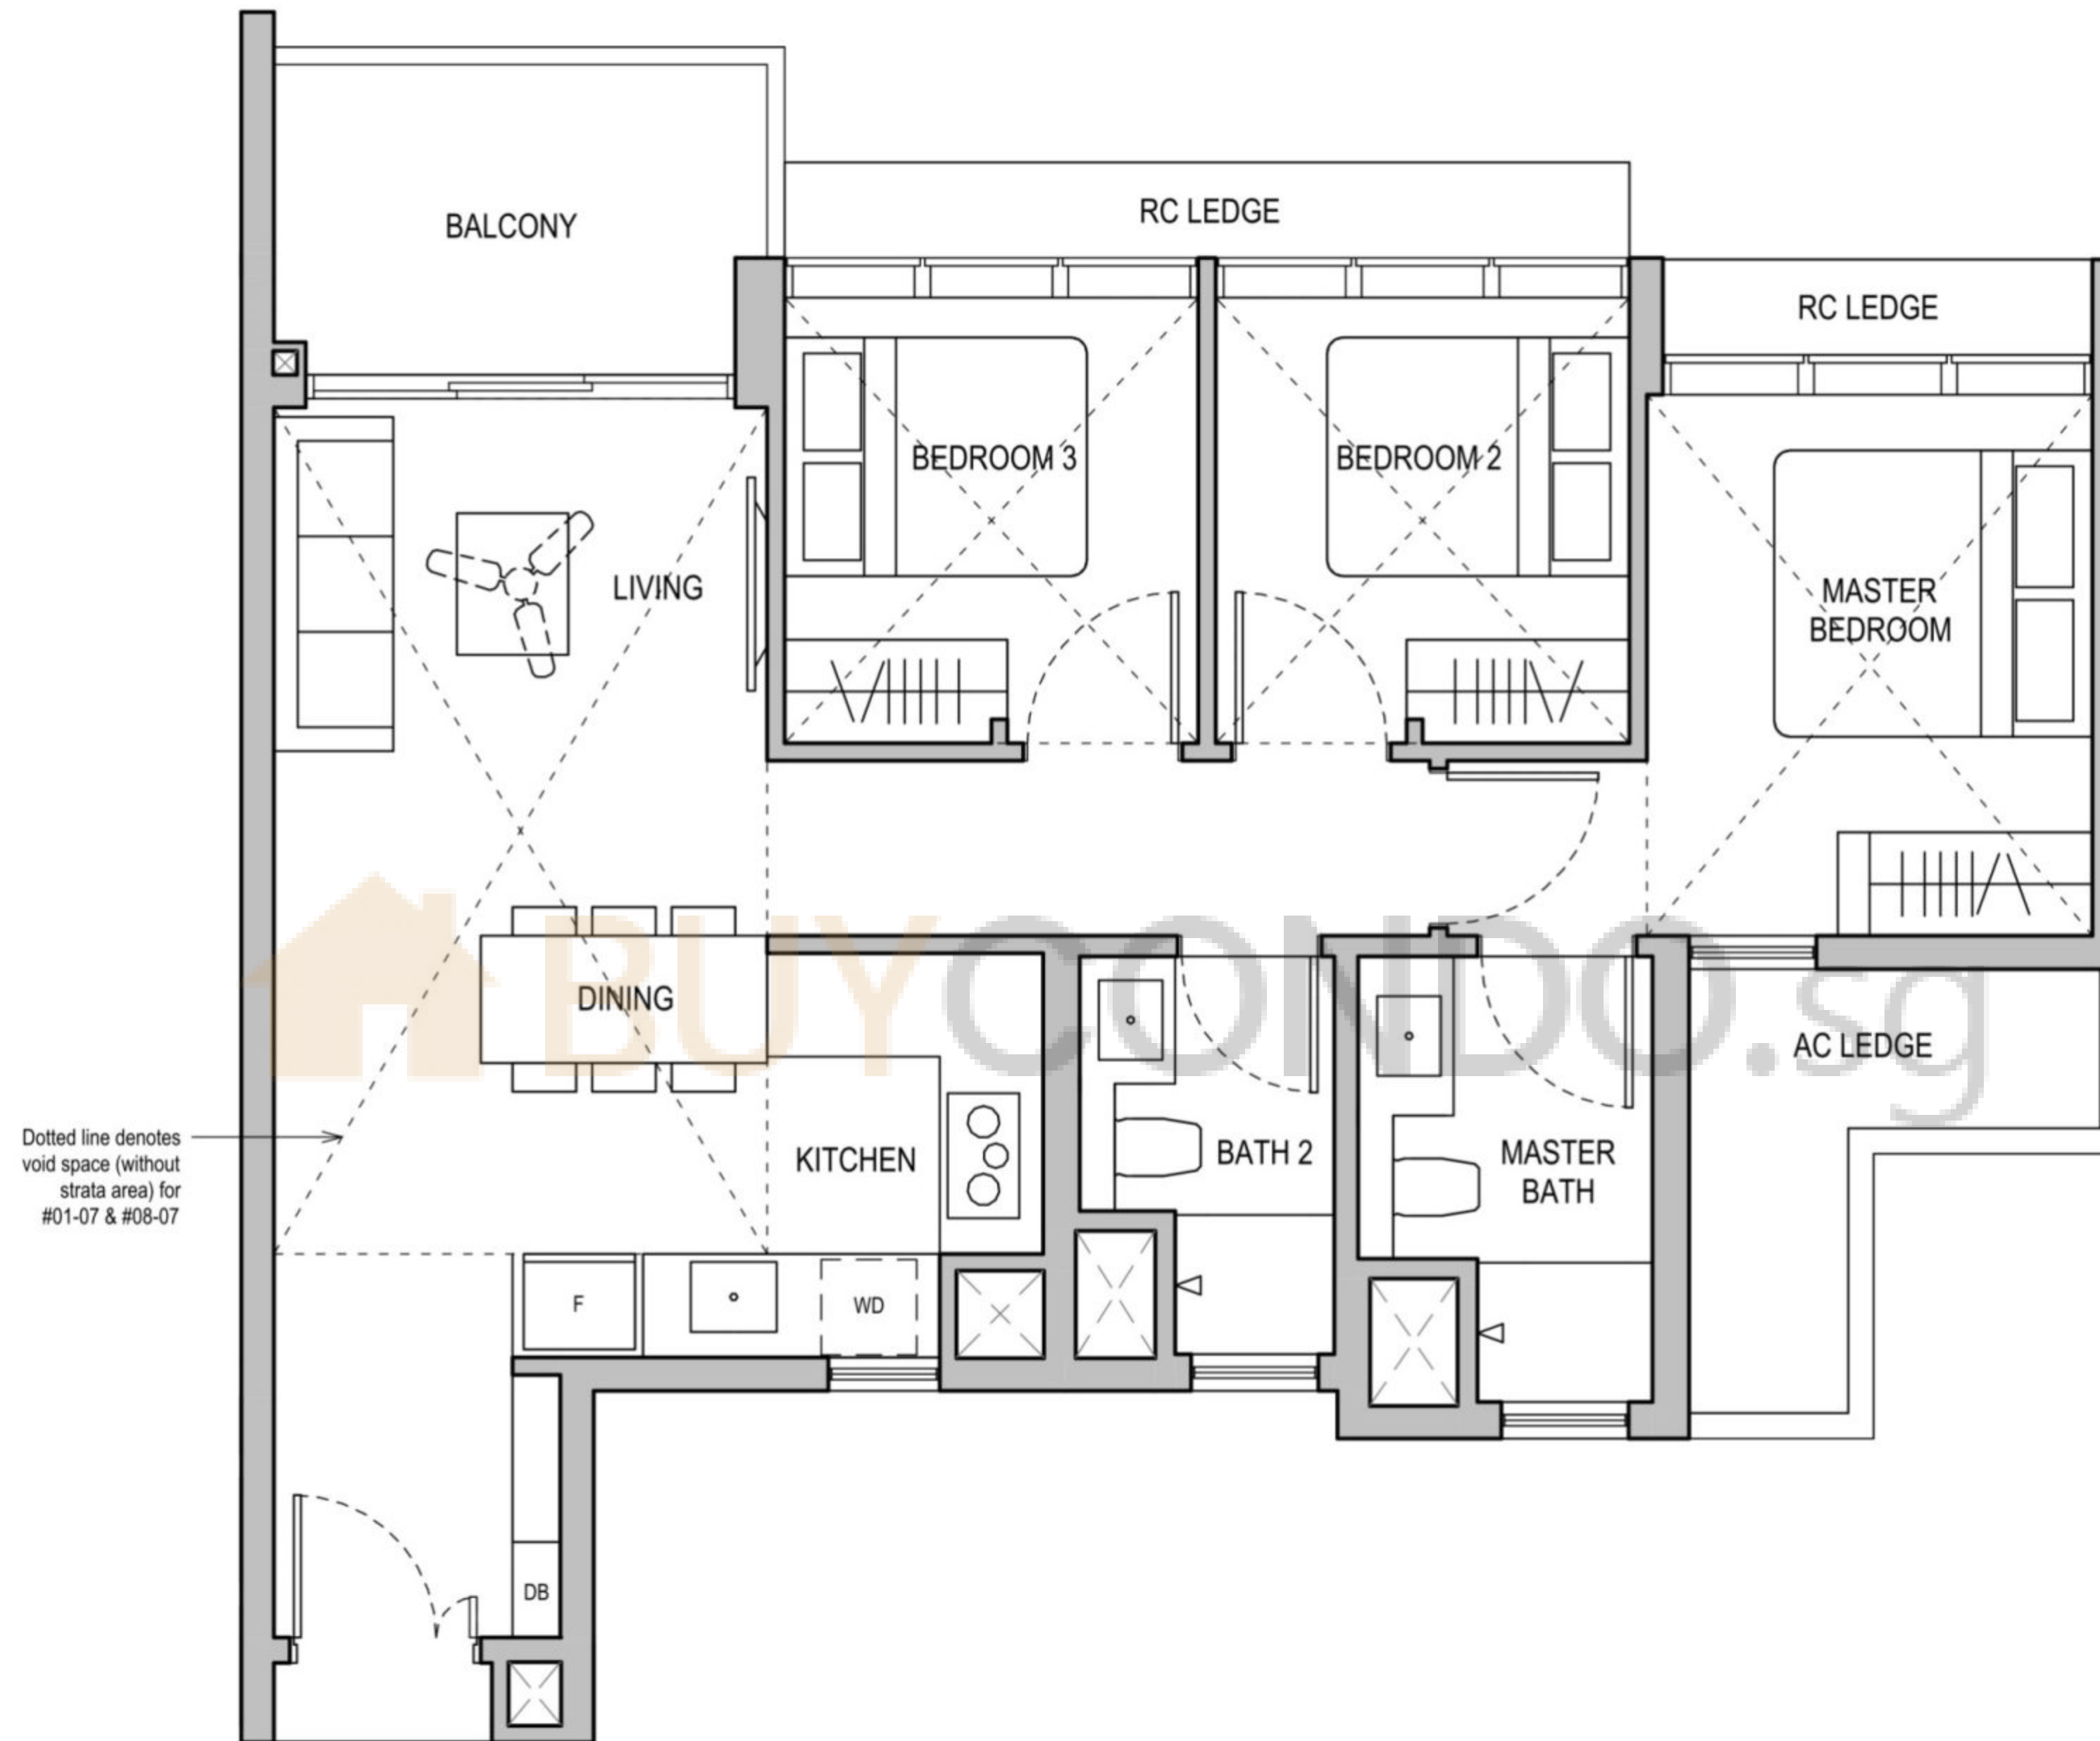 BALCONY
RC LEDGE
RC LEDGE
BEDROOM 3
BEDROOM 2
LIVING
MASTER
BEDROOM
BUYCONDO.sg
DINING
AC LEDGE
Dotted line denotes
void space (without
strata area) for
#01-07 & #08-07
KITCHEN
BATH 2
MASTER
BATH
F
WD
DB